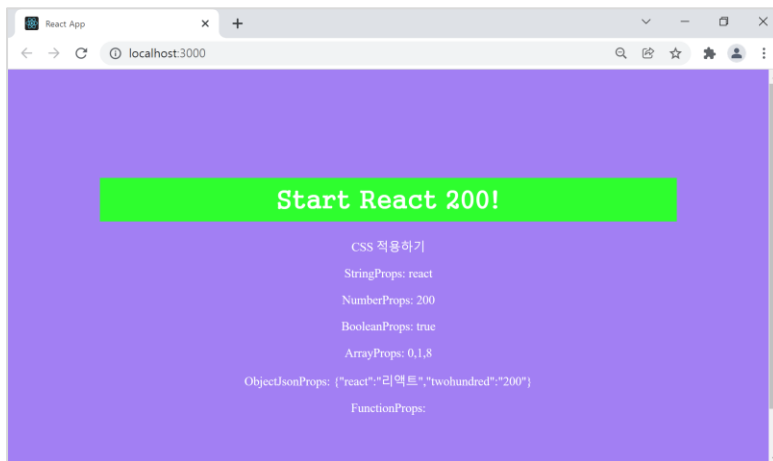 React App
localhost:3000
Start React 200!
CSS 적용하기
StringProps: react
NumberProps: 200
BooleanProps: true
ArrayProps: 0,1,8
ObjectJsonProps: {"react":"리액트","twohundred":"200"}
FunctionProps: